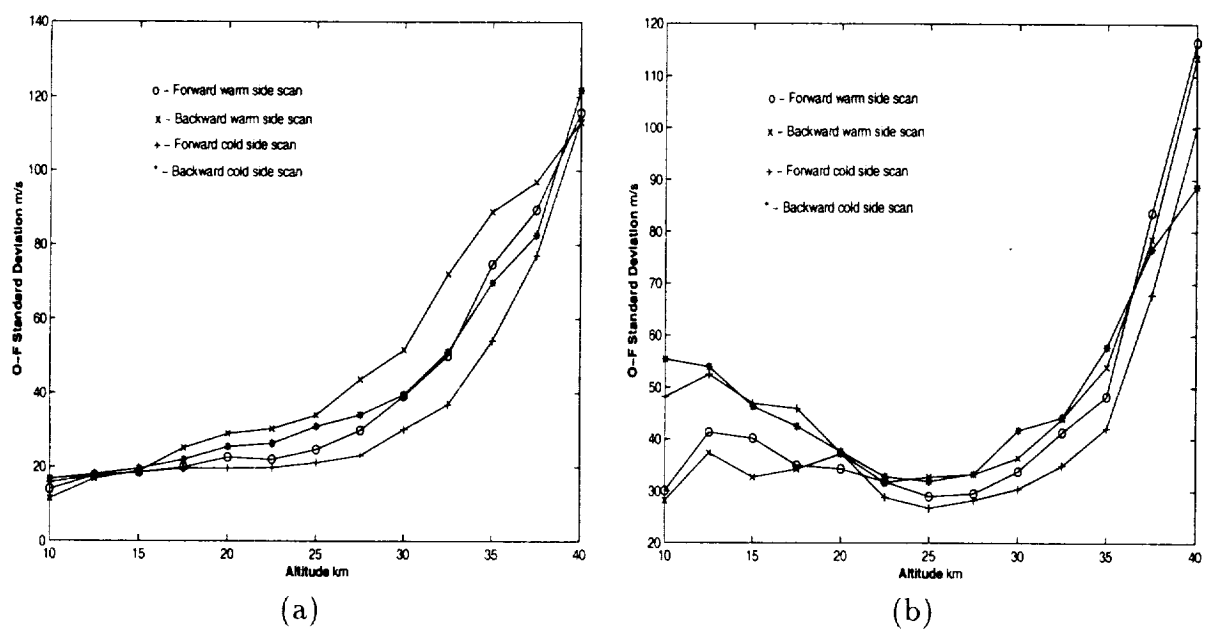 140
120
100
80
60
40
20
0
O-F Standard Deviation m/s
o - Forward warm side scan
x - Backward warm side scan
+ - Forward cold side scan
* - Backward cold side scan
10 15 20 25 30 35 40
Altitude km
(a)
120
110
100
90
80
70
60
50
40
30
20
O-F Standard Deviation m/s
o - Forward warm side scan
x - Backward warm side scan
+ - Forward cold side scan
* - Backward cold side scan
10 15 20 25 30 35 40
Altitude km
(b)